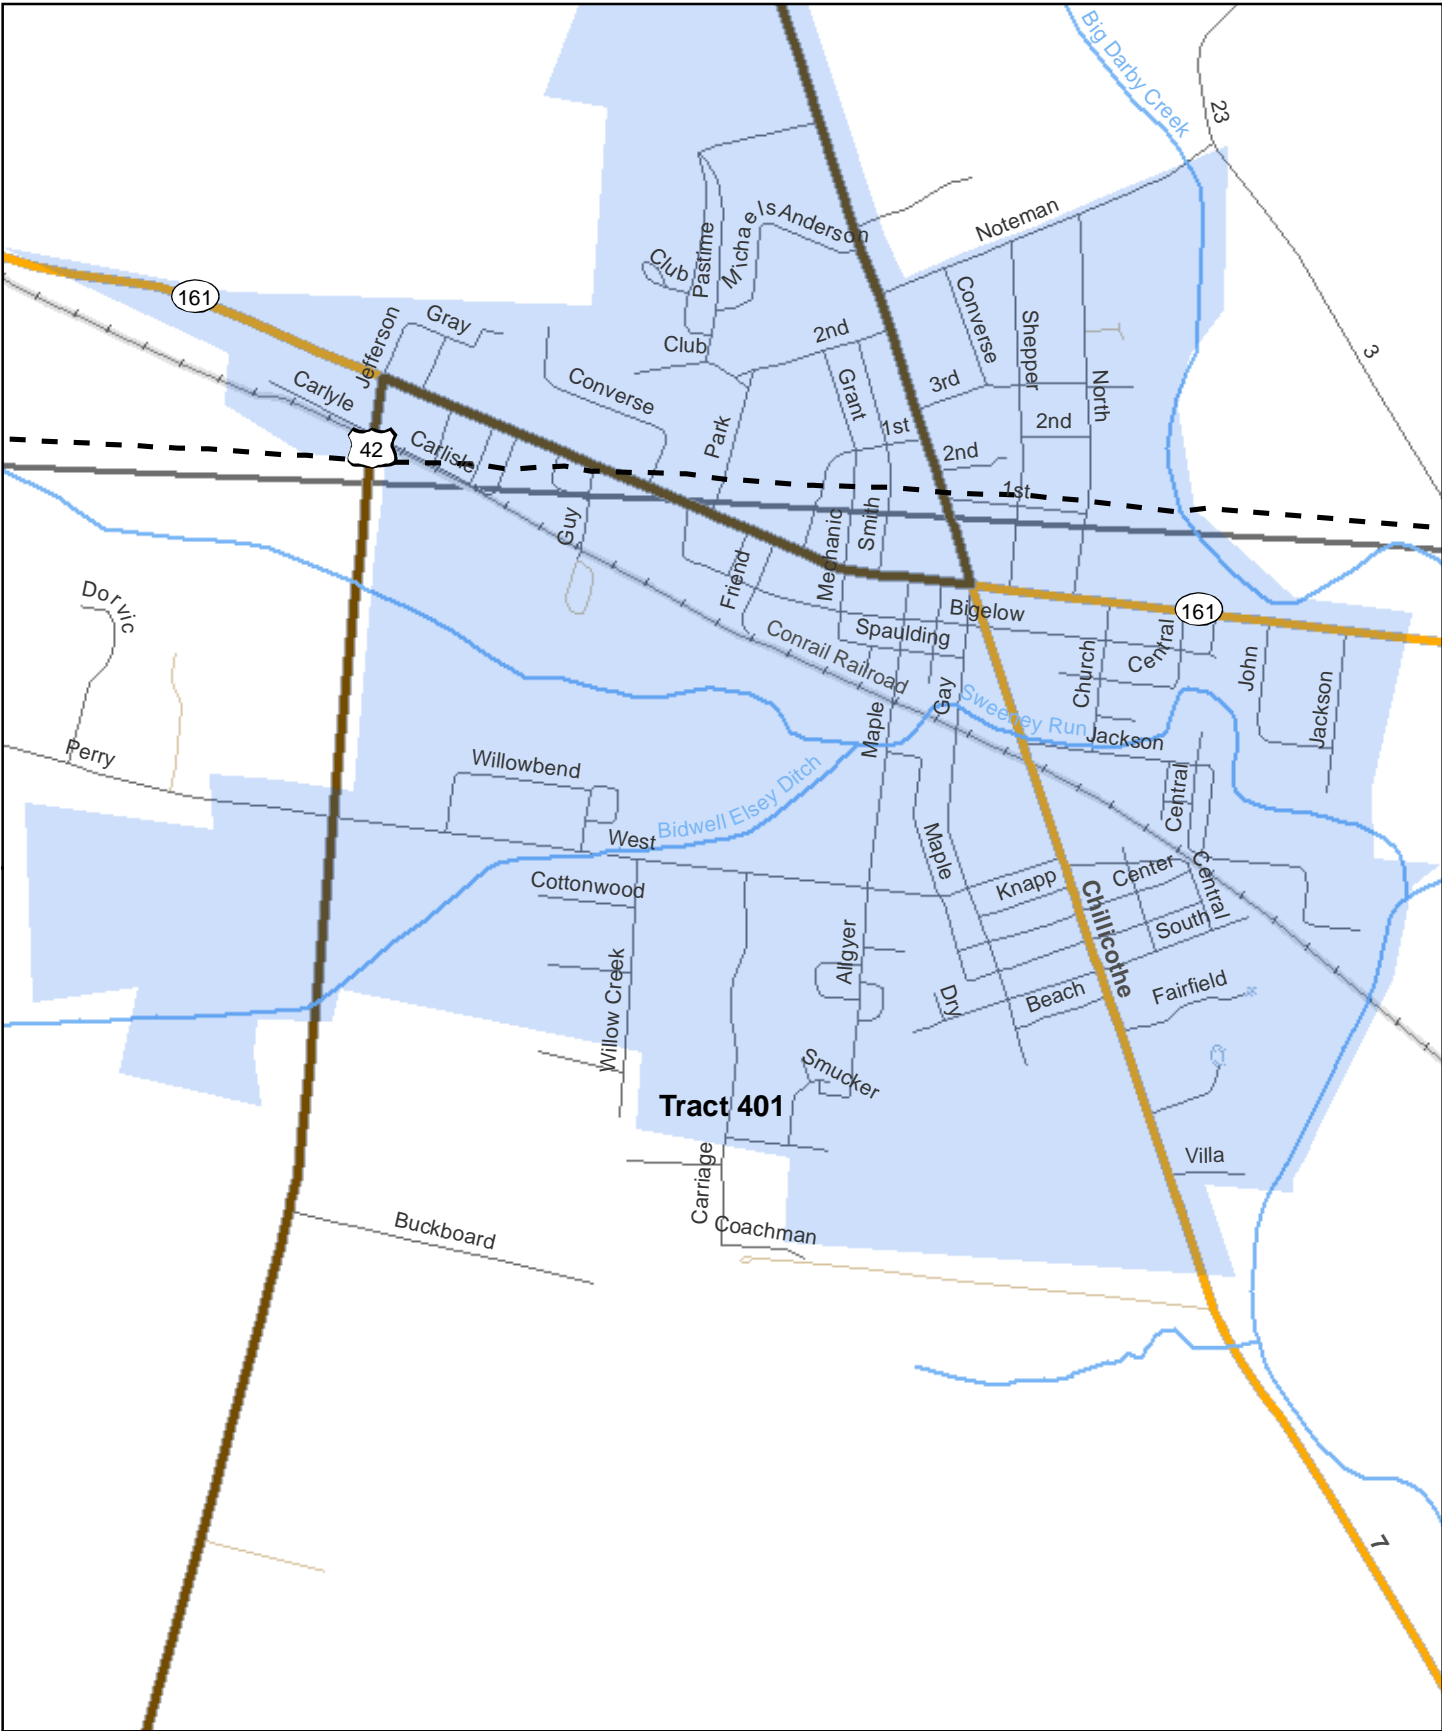 Big Darby Creek
23
Noteman
Michaels
Anderson
Pastime
Club
161
3
Gray
Jefferson
2nd
Converse
Shepper
Club
Carlyle
Converse
Grant
3rd
North
Park
1st
2nd
42
Carlisle
2nd
1st
Guy
Mechanic
Smith
Friend
Dorvic
Bigelow
161
Spaulding
Conrail Railroad
Central
Church
John
Gay
Sweeney Run
Jackson
Maple
Jackson
Perry
Willowbend
Bidwell Elsey Ditch
Central
West
Maple
Cottonwood
Knapp
Center
Central
Chillicothe
South
Willow Creek
Allgyer
Dry
Beach
Fairfield
Smucker
Tract 401
Villa
Carriage
Buckboard
Coachman
7